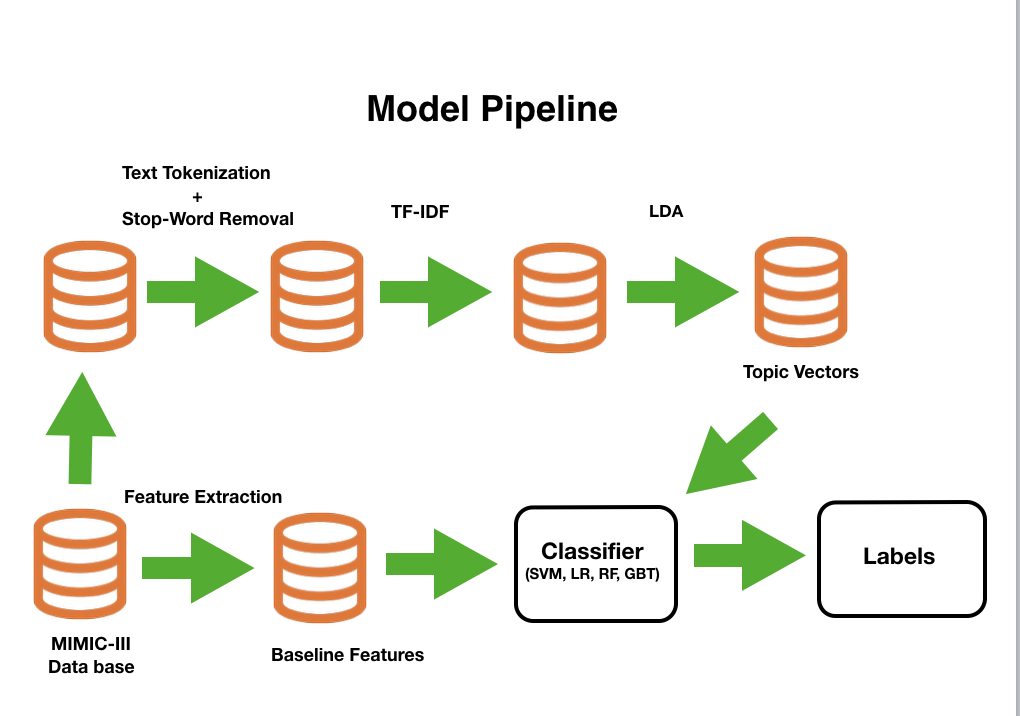 Model Pipeline
Text Tokenization
+
Stop-Word Removal
TF-IDF
LDA
Topic Vectors
Feature Extraction
Classifier
(SVM, LR, RF, GBT)
Labels
MIMIC-III
Data base
Baseline Features